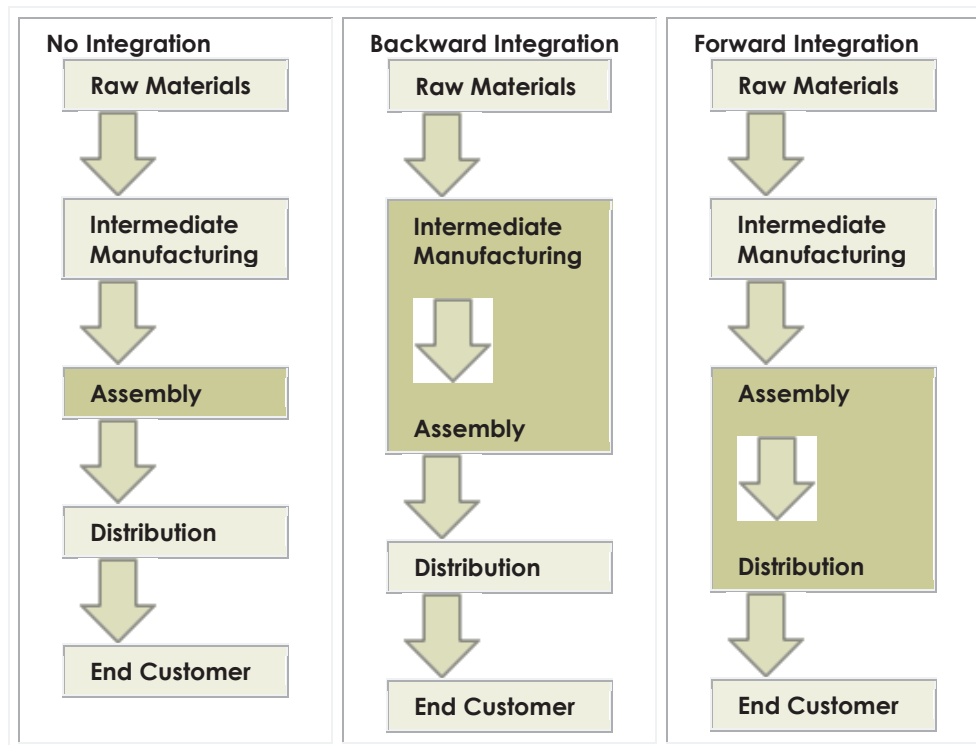 No Integration
Raw Materials
Intermediate
Manufacturing
Assembly
Distribution
End Customer
Backward Integration
Raw Materials
Intermediate
Manufacturing
Assembly
Distribution
End Customer
Forward Integration
Raw Materials
Intermediate
Manufacturing
Assembly
Distribution
End Customer